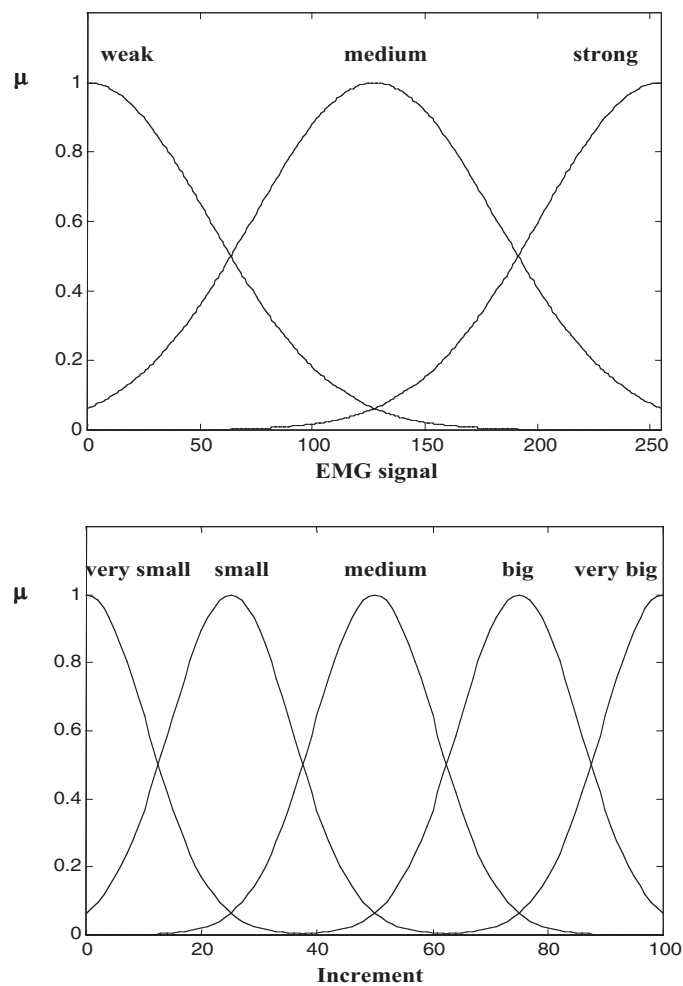 weak medium strong
μ
1
0.8
0.6
0.4
0.2
0
0 50 100 150 200 250
EMG signal
very small small medium big very big
μ
1
0.8
0.6
0.4
0.2
0
0 20 40 60 80 100
Increment